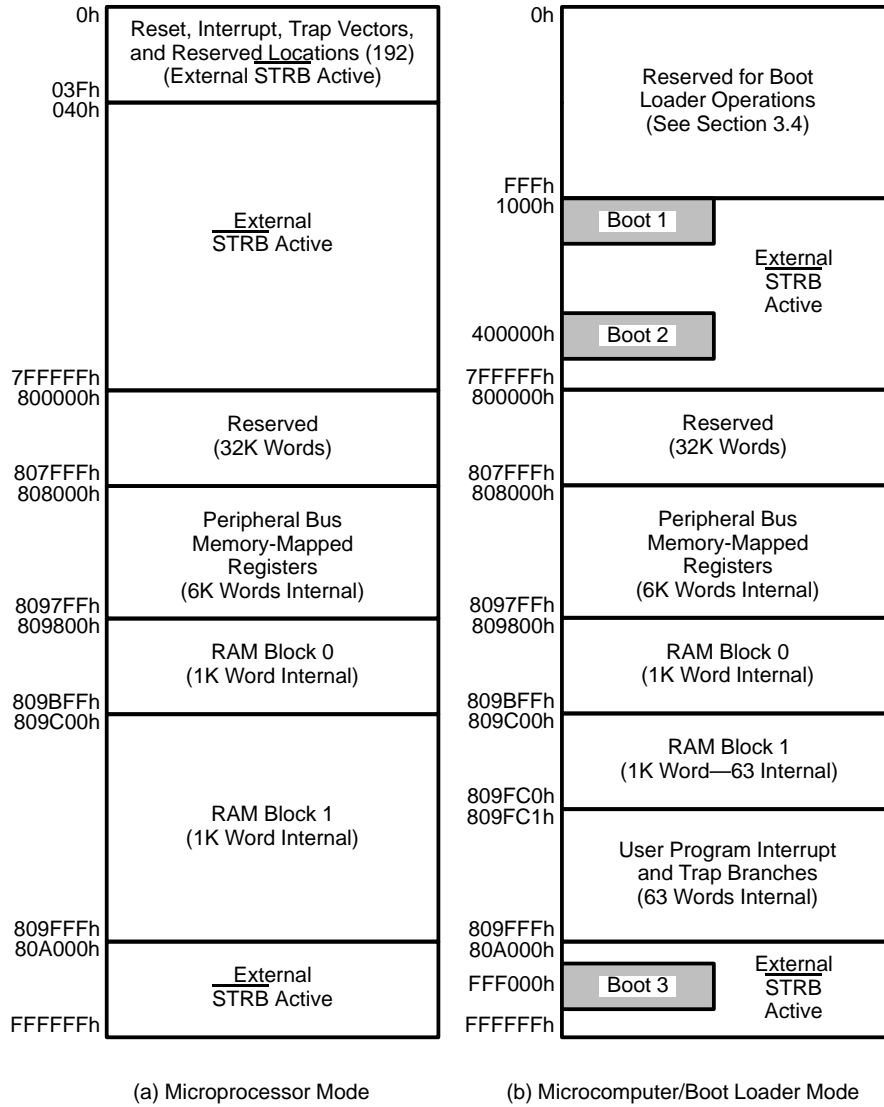 0h
Reset, Interrupt, Trap Vectors,
and Reserved Locations (192)
(External STRB Active)
03Fh
040h
External
STRB Active
7FFFFFh
800000h
Reserved
(32K Words)
807FFFh
808000h
Peripheral Bus
Memory-Mapped
Registers
(6K Words Internal)
8097FFh
809800h
RAM Block 0
(1K Word Internal)
809BFFh
809C00h
RAM Block 1
(1K Word Internal)
809FFFh
80A000h
External
STRB Active
FFFFFFh
(a) Microprocessor Mode
0h
Reserved for Boot
Loader Operations
(See Section 3.4)
FFFh
1000h
Boot 1
External
STRB
Active
400000h
Boot 2
7FFFFFh
800000h
Reserved
(32K Words)
807FFFh
808000h
Peripheral Bus
Memory-Mapped
Registers
(6K Words Internal)
8097FFh
809800h
RAM Block 0
(1K Word Internal)
809BFFh
809C00h
RAM Block 1
(1K Word—63 Internal)
809FC0h
809FC1h
User Program Interrupt
and Trap Branches
(63 Words Internal)
809FFFh
80A000h
FFF000h
Boot 3
External
STRB
Active
FFFFFFh
(b) Microcomputer/Boot Loader Mode